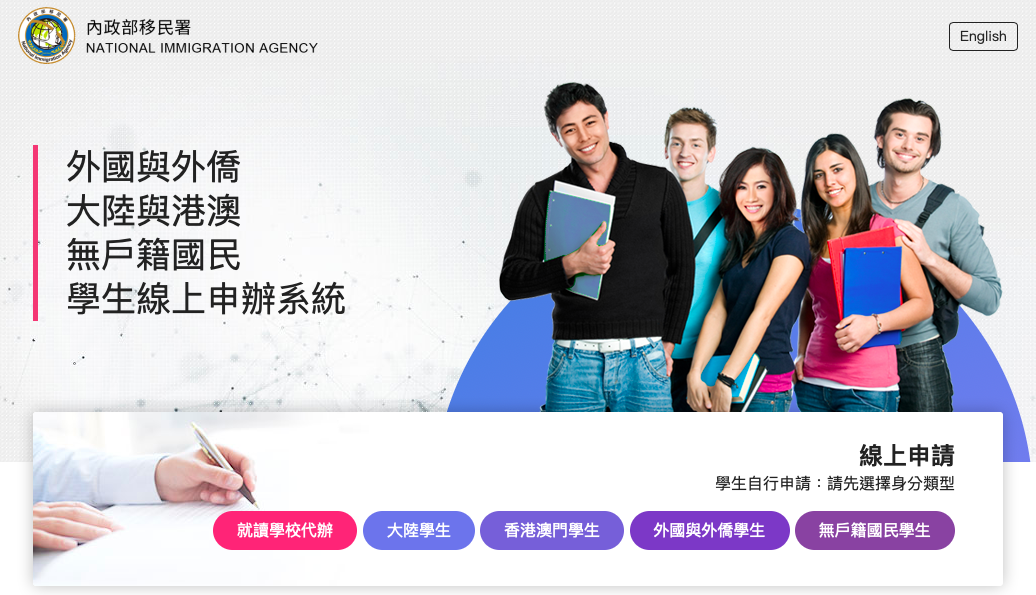 內政部移民署
NATIONAL IMMIGRATION AGENCY
English
外國與外僑
大陸與港澳
無戶籍國民
學生線上申辦系統
線上申請
學生自行申請：請先選擇身分類型
就讀學校代辦
大陸學生
香港澳門學生
外國與外僑學生
無戶籍國民學生